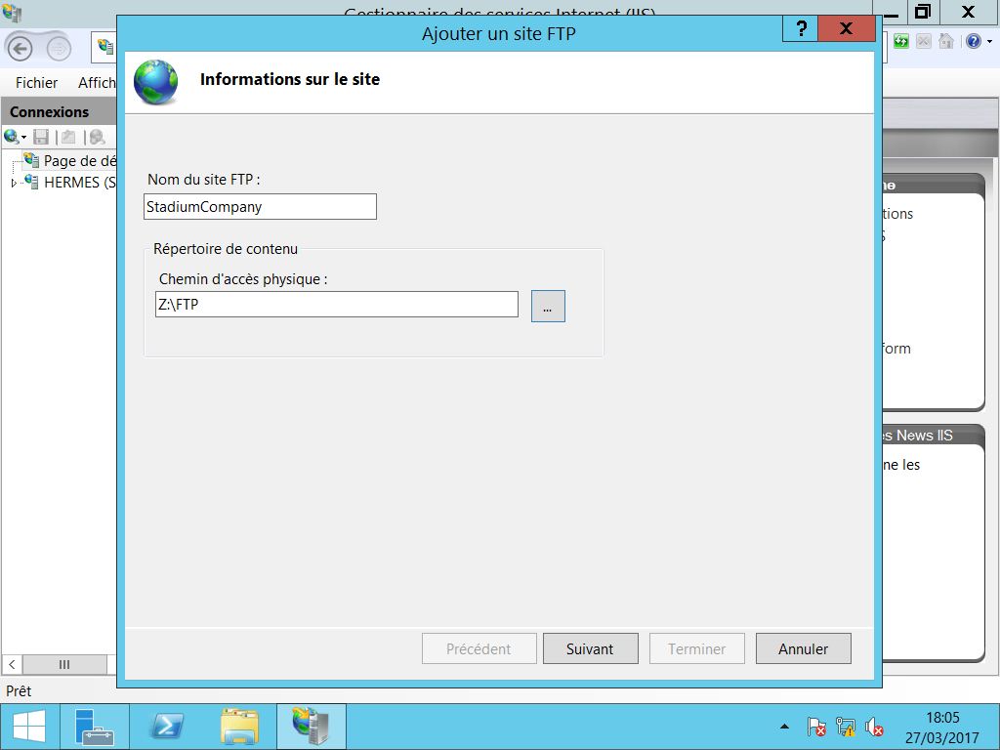 Gestionnaire des services Internet (IIS)
Ajouter un site FTP
?
X
Fichier
Affich
Informations sur le site
Connexions
Page de dé
HERMES (S
Nom du site FTP :
StadiumCompany
Répertoire de contenu
Chemin d'accès physique :
Z:\FTP
...
tions
form
es News IIS
ne les
Précédent
Suivant
Terminer
Annuler
Prêt
18:05
27/03/2017